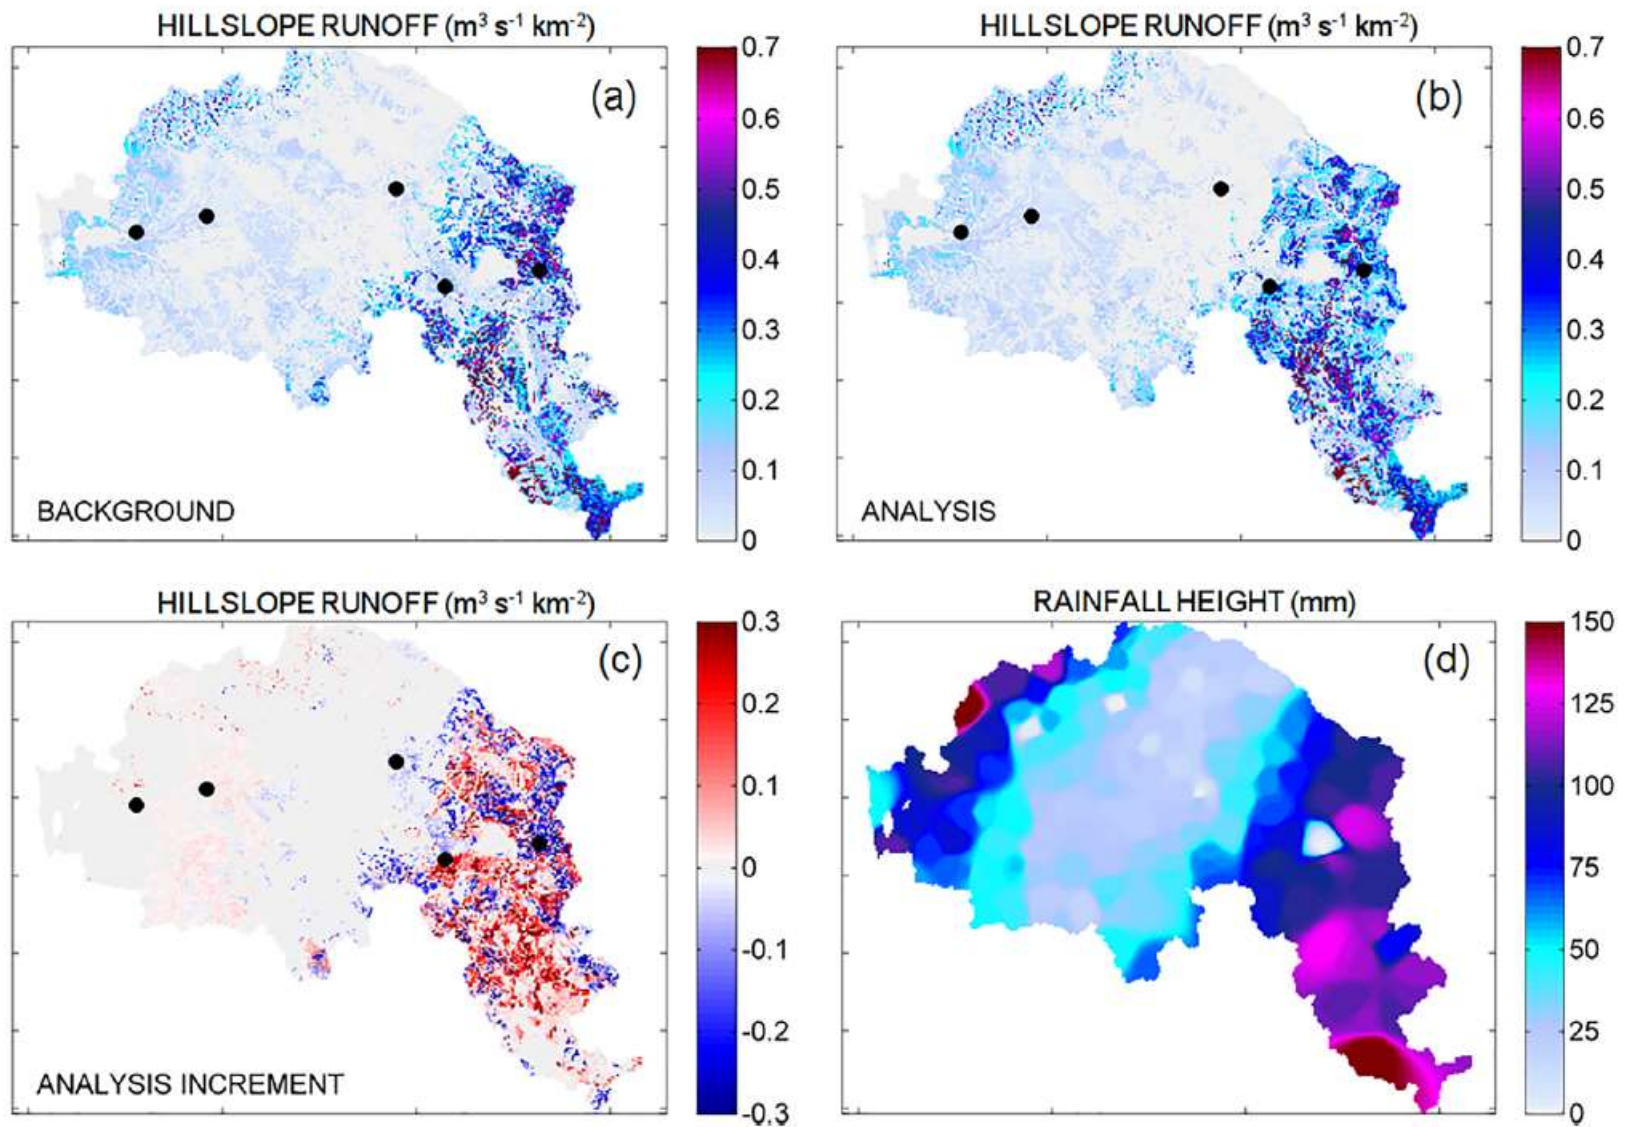 HILLSLOPE RUNOFF (m³ s⁻¹ km⁻²)
(a)
BACKGROUND
0.7
0.6
0.5
0.4
0.3
0.2
0.1
0
HILLSLOPE RUNOFF (m³ s⁻¹ km⁻²)
(b)
ANALYSIS
0.7
0.6
0.5
0.4
0.3
0.2
0.1
0
HILLSLOPE RUNOFF (m³ s⁻¹ km⁻²)
(c)
ANALYSIS INCREMENT
0.3
0.2
0.1
0
-0.1
-0.2
-0.3
RAINFALL HEIGHT (mm)
(d)
150
125
100
75
50
25
0